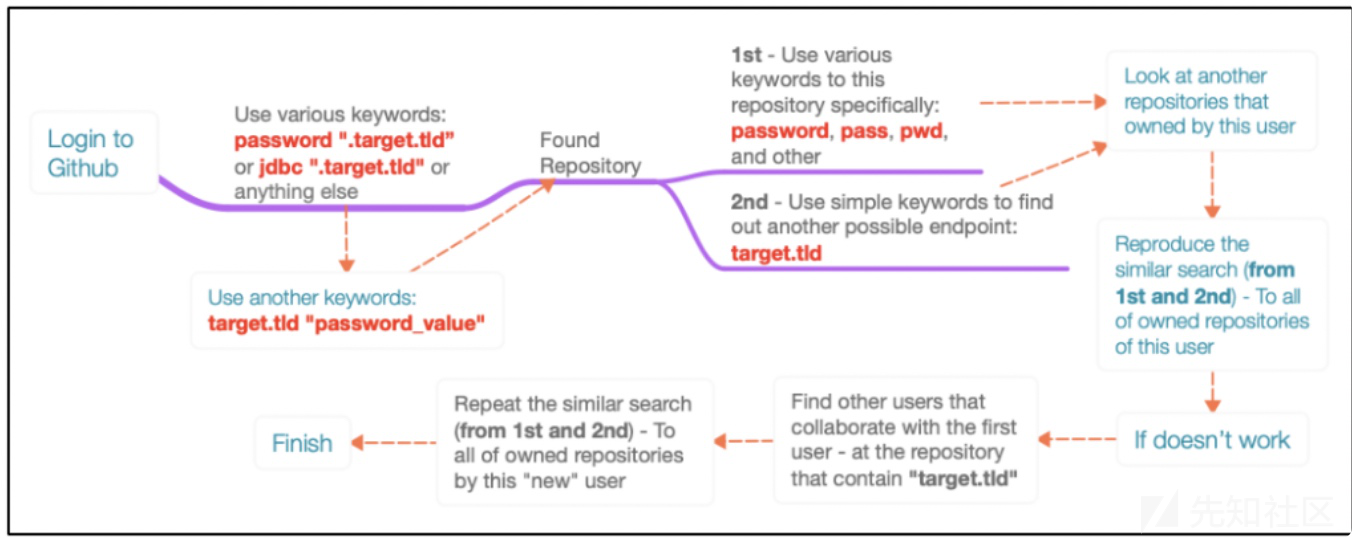 Login to
Github
Use various keywords:
password ".target.tld"
or jdbc ".target.tld" or
anything else
Use another keywords:
target.tld "password_value"
Found
Repository
1st - Use various
keywords to this
repository specifically:
password, pass, pwd,
and other
2nd - Use simple keywords to find
out another possible endpoint:
target.tld
Look at another
repositories that
owned by this user
Reproduce the
similar search (from
1st and 2nd) - To all
of owned repositories
of this user
If doesn't work
Find other users that
collaborate with the first
user - at the repository
that contain "target.tld"
Repeat the similar search
(from 1st and 2nd) - To
all of owned repositories
by this "new" user
Finish
先知社区